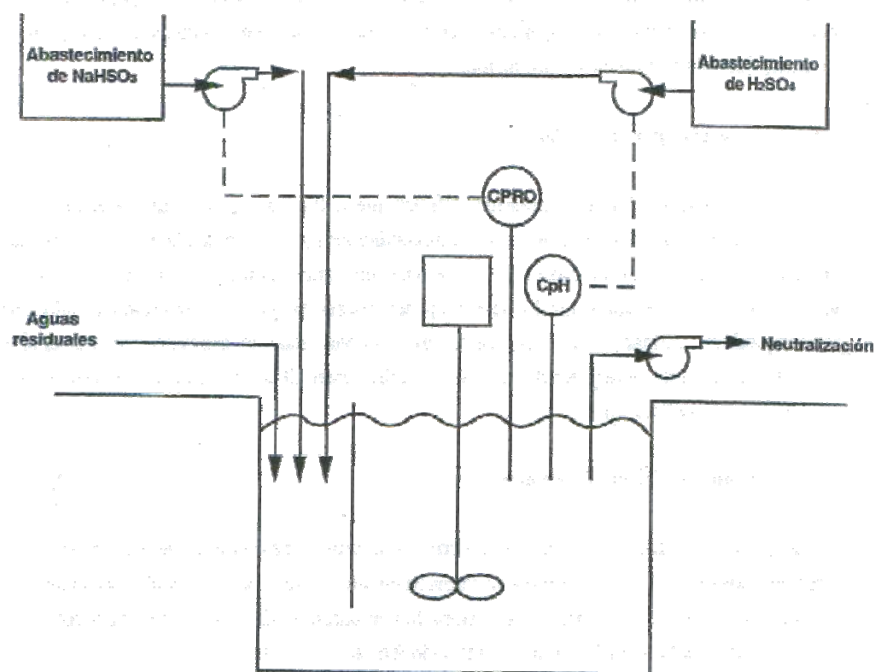 Abastecimiento
de NaHSO₃
Abastecimiento
de H₂SO₄
CPRO
CpH
Aguas
residuales
Neutralización